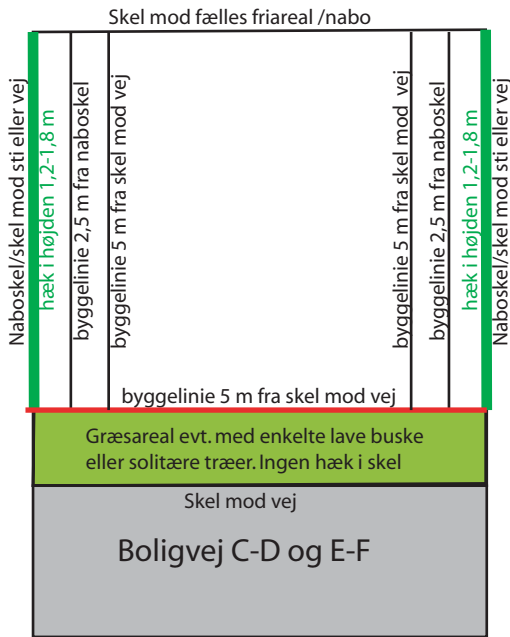 Skel mod fælles friareal /nabo
Naboskel/skel mod sti eller vej
hæk i højden 1,2-1,8 m
byggelinie 2,5 m fra naboskel
byggelinie 5 m fra skel mod vej
byggelinie 5 m fra skel mod vej
byggelinie 2,5 m fra naboskel
hæk i højden 1,2-1,8 m
Naboskel/skel mod sti eller vej
byggelinie 5 m fra skel mod vej
Græsareal evt. med enkelte lave buske
eller solitære træer. Ingen hæk i skel
Skel mod vej
Boligvej C-D og E-F